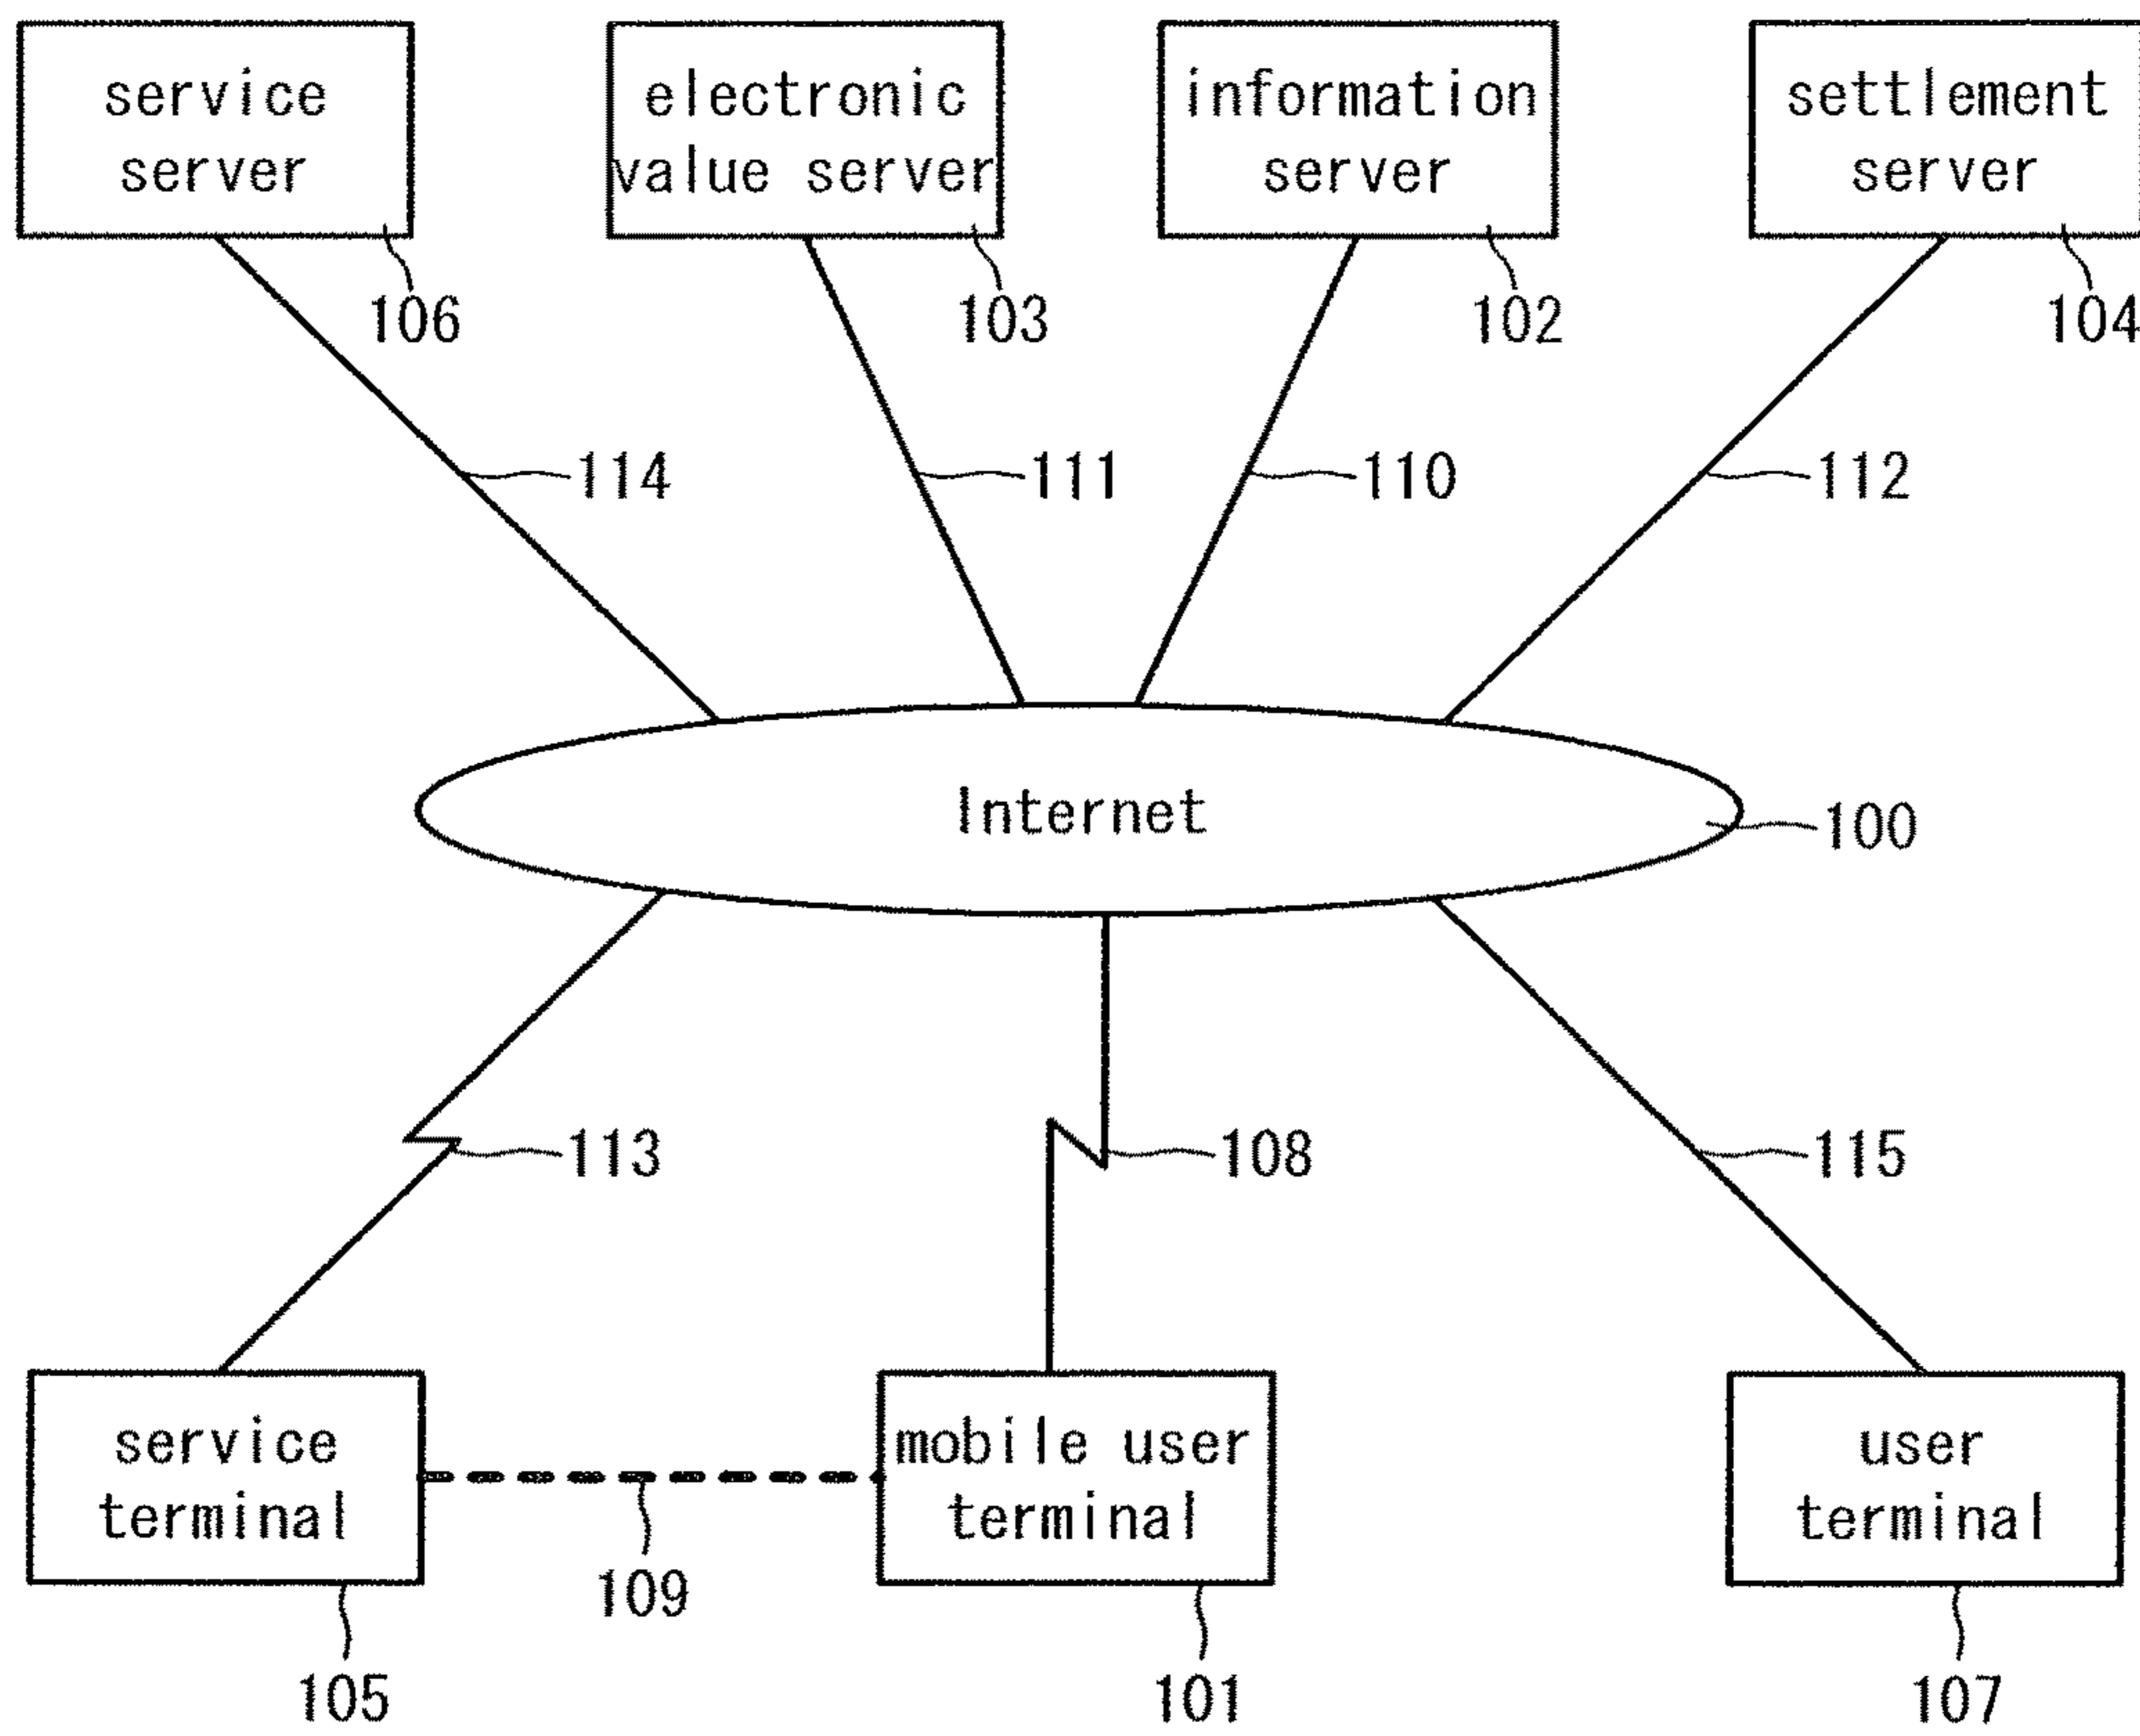 service
server
electronic
value server
information
server
settlement
server
106
103
102
104
114
111
110
112
Internet
100
113
108
115
service
terminal
mobile user
terminal
user
terminal
109
105
101
107